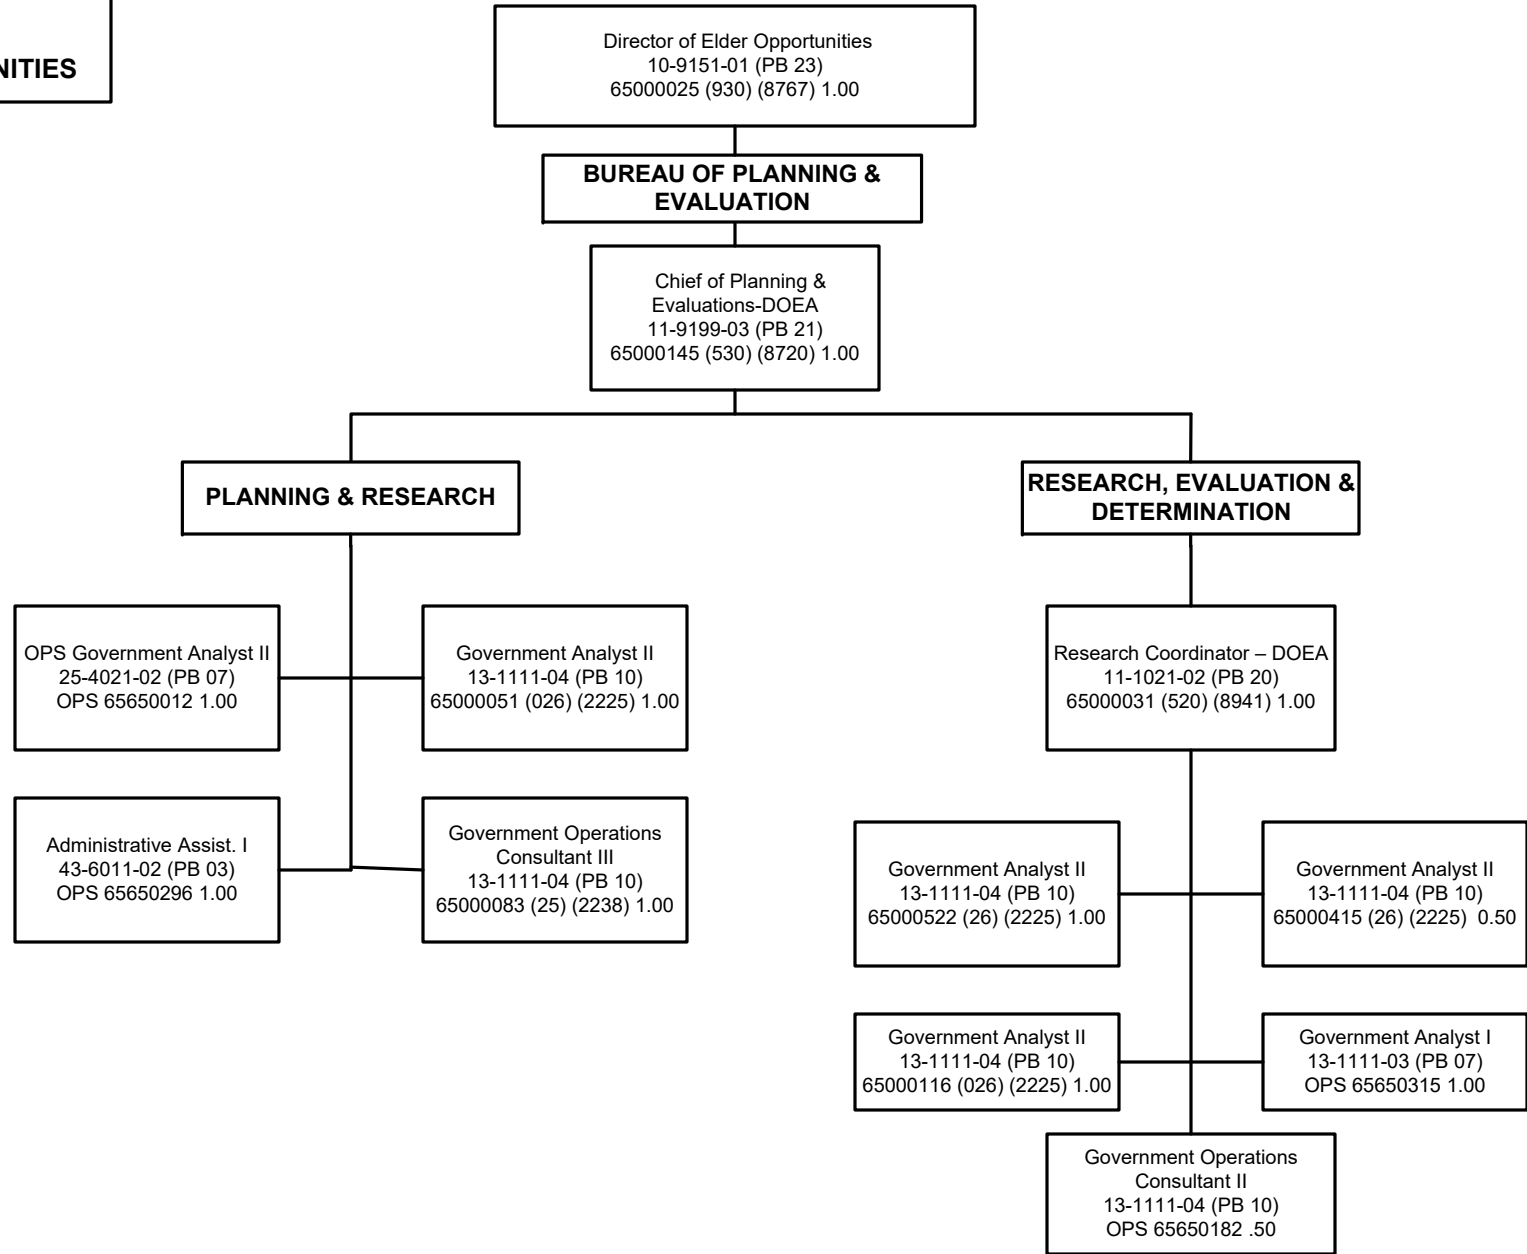 NITIES
Director of Elder Opportunities
10-9151-01 (PB 23)
65000025 (930) (8767) 1.00
BUREAU OF PLANNING &
EVALUATION
Chief of Planning &
Evaluations-DOEA
11-9199-03 (PB 21)
65000145 (530) (8720) 1.00
PLANNING & RESEARCH
OPS Government Analyst II
25-4021-02 (PB 07)
OPS 65650012 1.00
Government Analyst II
13-1111-04 (PB 10)
65000051 (026) (2225) 1.00
Administrative Assist. I
43-6011-02 (PB 03)
OPS 65650296 1.00
Government Operations
Consultant III
13-1111-04 (PB 10)
65000083 (25) (2238) 1.00
RESEARCH, EVALUATION &
DETERMINATION
Research Coordinator – DOEA
11-1021-02 (PB 20)
65000031 (520) (8941) 1.00
Government Analyst II
13-1111-04 (PB 10)
65000522 (26) (2225) 1.00
Government Analyst II
13-1111-04 (PB 10)
65000415 (26) (2225) 0.50
Government Analyst II
13-1111-04 (PB 10)
65000116 (026) (2225) 1.00
Government Analyst I
13-1111-03 (PB 07)
OPS 65650315 1.00
Government Operations
Consultant II
13-1111-04 (PB 10)
OPS 65650182 .50